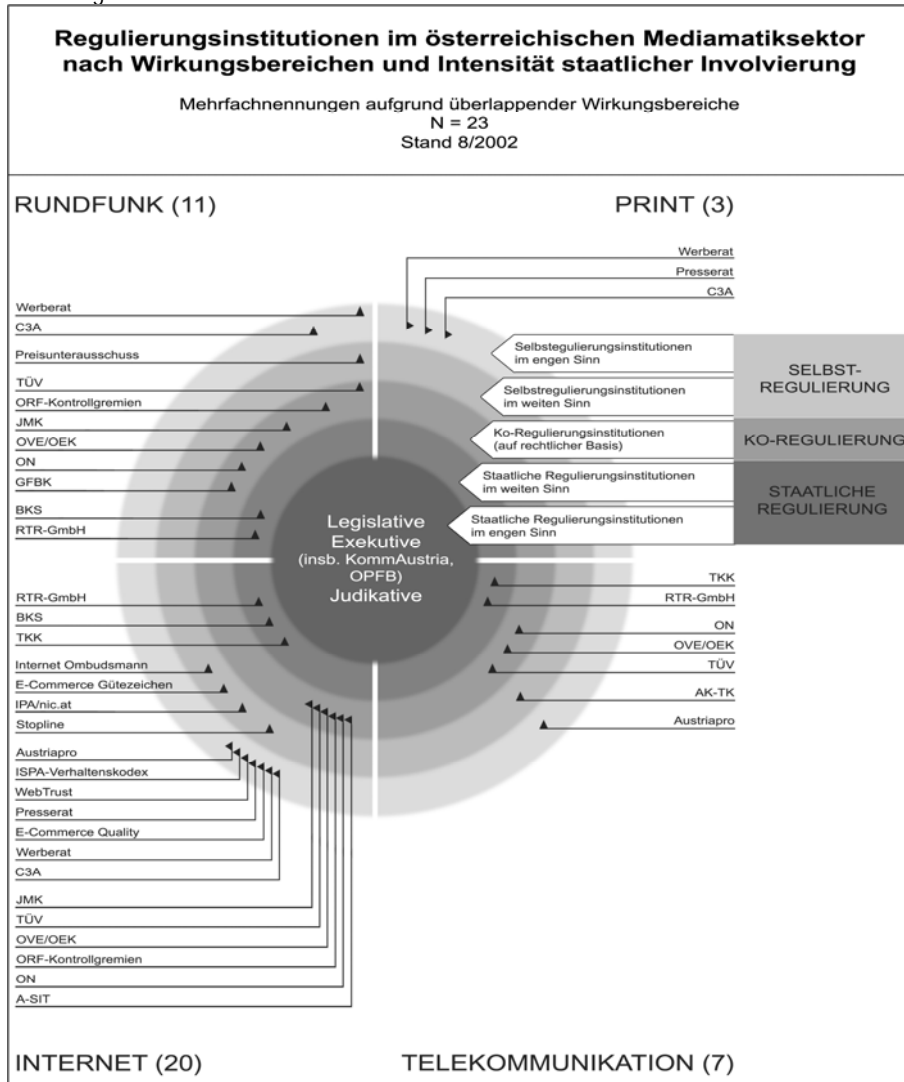 Regulierungsinstitutionen im österreichischen Mediamatiksektor
nach Wirkungsbereichen und Intensität staatlicher Involvierung
Mehrfachnennungen aufgrund überlappender Wirkungsbereiche
N = 23
Stand 8/2002
RUNDFUNK (11)
PRINT (3)
Werberat
Presserat
C3A
Werberat
C3A
Preisunterausschuss
TÜV
ORF-Kontrollgremien
JMK
OVE/OEK
ON
GFBK
BKS
RTR-GmbH
Selbstegulierungsinstitutionen
im engen Sinn
Selbstregulierungsinstitutionen
im weiten Sinn
Ko-Regulierungsinstitutionen
(auf rechtlicher Basis)
Staatliche Regulierungsinstitutionen
im weiten Sinn
Staatliche Regulierungsinstitutionen
im engen Sinn
SELBST-
REGULIERUNG
KO-REGULIERUNG
STAATLICHE
REGULIERUNG
Legislative
Exekutive
(insb. KommAustria,
OPFB)
Judikative
RTR-GmbH
BKS
TKK
Internet Ombudsmann
E-Commerce Gütezeichen
IPA/nic.at
Stopline
Austriapro
ISPA-Verhaltenskodex
WebTrust
Presserat
E-Commerce Quality
Werberat
C3A
JMK
TÜV
OVE/OEK
ORF-Kontrollgremien
ON
A-SIT
TKK
RTR-GmbH
ON
OVE/OEK
TÜV
AK-TK
Austriapro
INTERNET (20)
TELEKOMMUNIKATION (7)